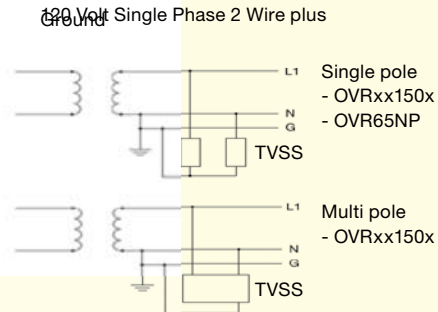 120 Volt Single Phase 2 Wire plus
Ground
L1
Single pole
- OVRxx150x
N
- OVR65NP
G
TVSS
L1
Multi pole
- OVRxx150x
N
G
TVSS